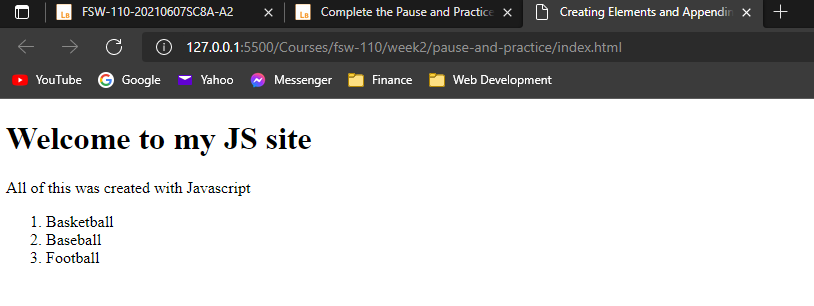 FSW-110-20210607SC8A-A2 Complete the Pause and Practice Creating Elements and Appendin
127.0.0.1:5500/Courses/fsw-110/week2/pause-and-practice/index.html
YouTube Google Yahoo Messenger Finance Web Development
Welcome to my JS site
All of this was created with Javascript
1. Basketball
2. Baseball
3. Football